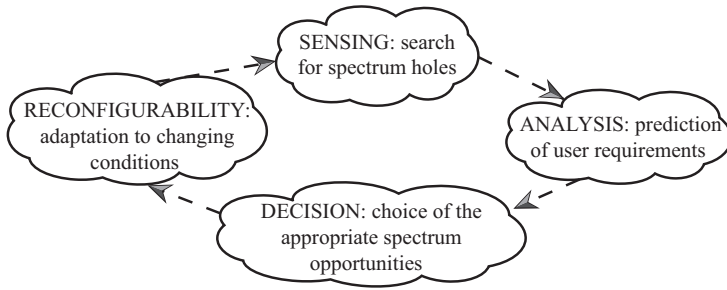 SENSING: search
for spectrum holes
RECONFIGURABILITY:
adaptation to changing
conditions
ANALYSIS: prediction
of user requirements
DECISION: choice of the
appropriate spectrum
opportunities